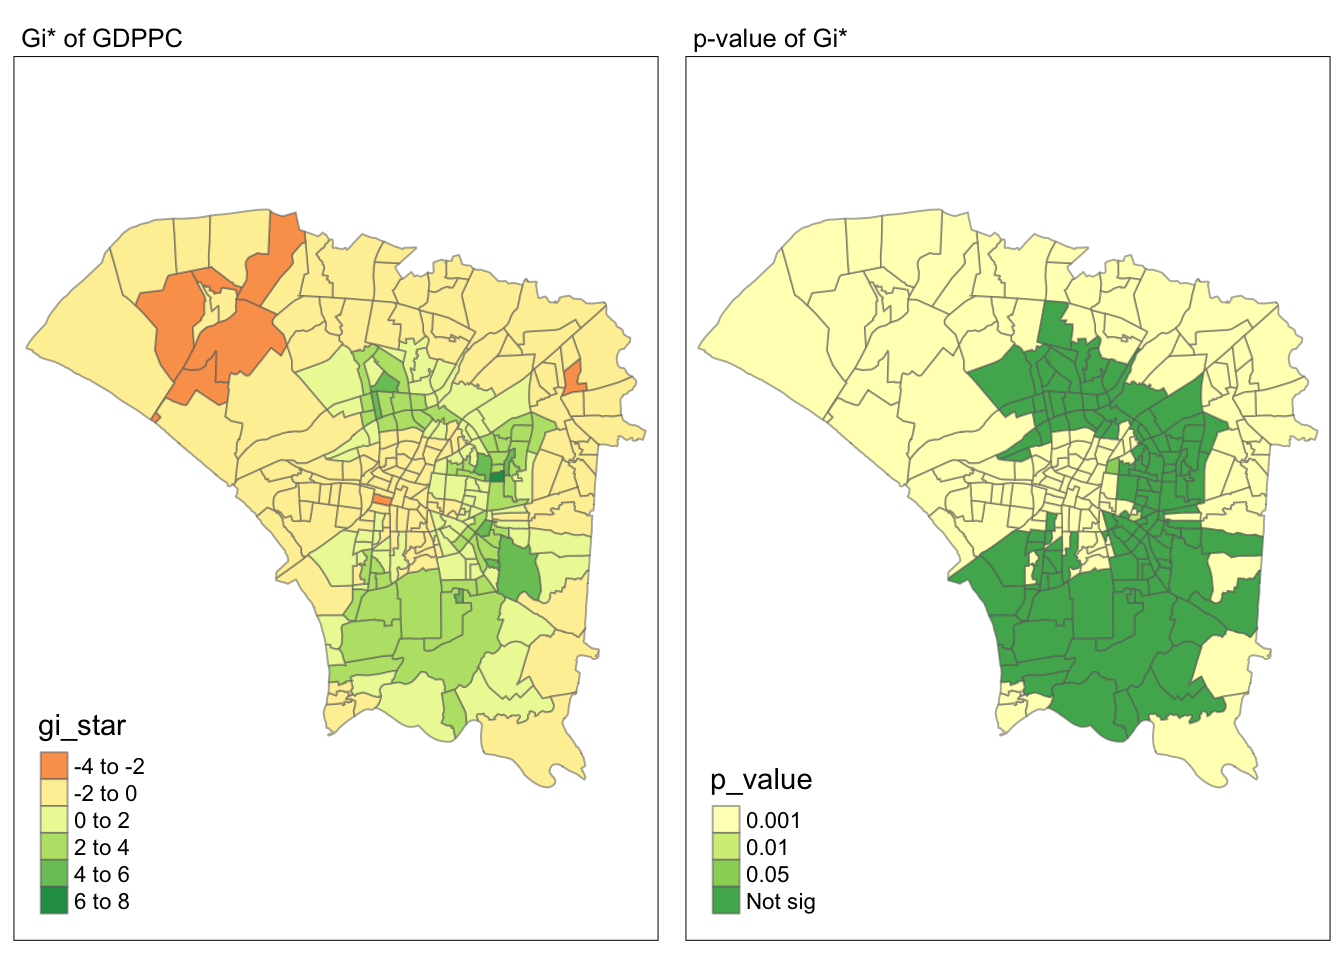 Gi* of GDPPC
gi_star
-4 to -2
-2 to 0
0 to 2
2 to 4
4 to 6
6 to 8
p-value of Gi*
p_value
0.001
0.01
0.05
Not sig